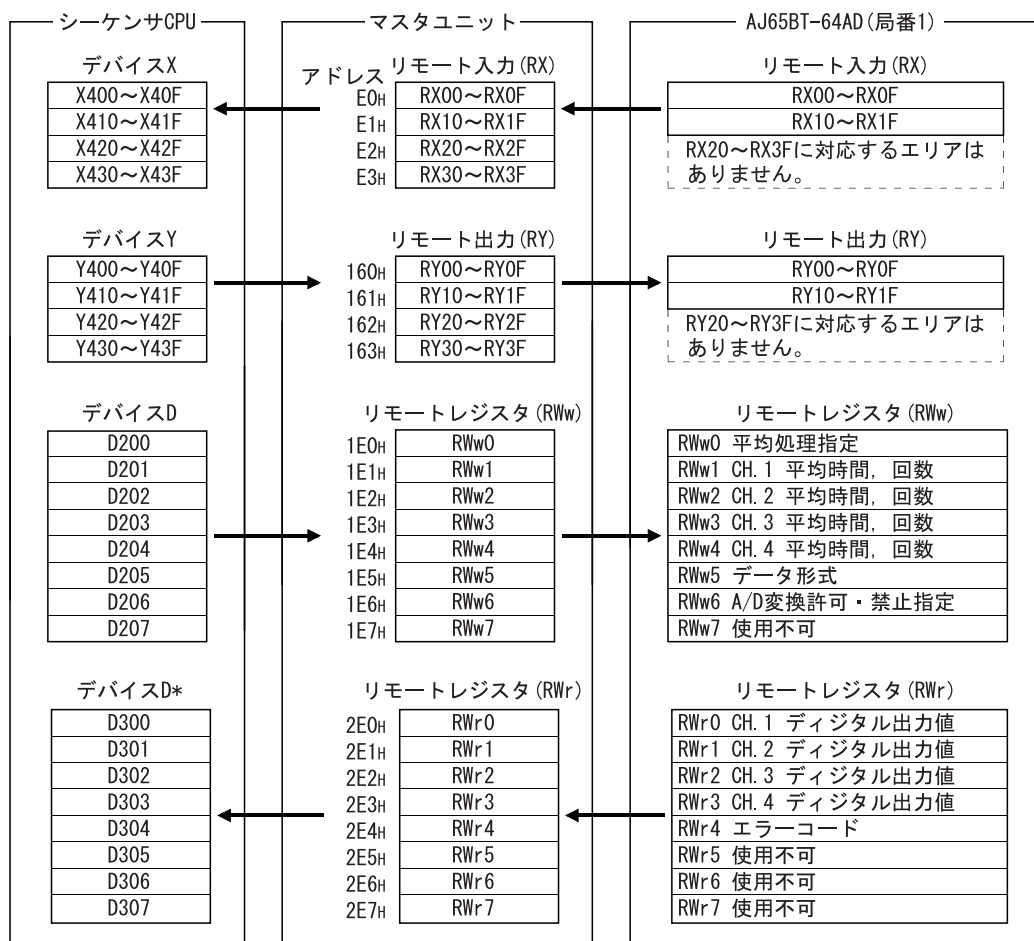 シーケンサCPU
マスタユニット
AJ65BT-64AD(局番1)
デバイスX
X400～X40F
X410～X41F
X420～X42F
X430～X43F
アドレス
リモート入力(RX)
E0H RX00～RX0F
E1H RX10～RX1F
E2H RX20～RX2F
E3H RX30～RX3F
リモート入力(RX)
RX00～RX0F
RX10～RX1F
RX20～RX3Fに対応するエリアは
ありません。
デバイスY
Y400～Y40F
Y410～Y41F
Y420～Y42F
Y430～Y43F
リモート出力(RY)
160H RY00～RY0F
161H RY10～RY1F
162H RY20～RY2F
163H RY30～RY3F
リモート出力(RY)
RY00～RY0F
RY10～RY1F
RY20～RY3Fに対応するエリアは
ありません。
デバイスD
D200
D201
D202
D203
D204
D205
D206
D207
リモートレジスタ(RWw)
1E0H RWw0
1E1H RWw1
1E2H RWw2
1E3H RWw3
1E4H RWw4
1E5H RWw5
1E6H RWw6
1E7H RWw7
リモートレジスタ(RWw)
RWw0 平均処理指定
RWw1 CH.1 平均時間, 回数
RWw2 CH.2 平均時間, 回数
RWw3 CH.3 平均時間, 回数
RWw4 CH.4 平均時間, 回数
RWw5 データ形式
RWw6 A/D変換許可・禁止指定
RWw7 使用不可
デバイスD*
D300
D301
D302
D303
D304
D305
D306
D307
リモートレジスタ(RWr)
2E0H RWr0
2E1H RWr1
2E2H RWr2
2E3H RWr3
2E4H RWr4
2E5H RWr5
2E6H RWr6
2E7H RWr7
リモートレジスタ(RWr)
RWr0 CH.1 ディジタル出力値
RWr1 CH.2 ディジタル出力値
RWr2 CH.3 ディジタル出力値
RWr3 CH.4 ディジタル出力値
RWr4 エラーコード
RWr5 使用不可
RWr6 使用不可
RWr7 使用不可